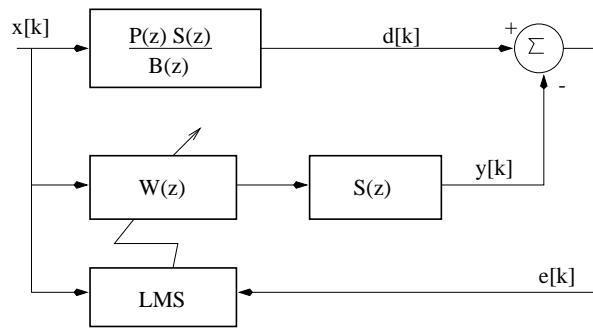 x[k]
P(z) S(z)
B(z)
d[k]
+
Σ
-
W(z)
S(z)
y[k]
LMS
e[k]